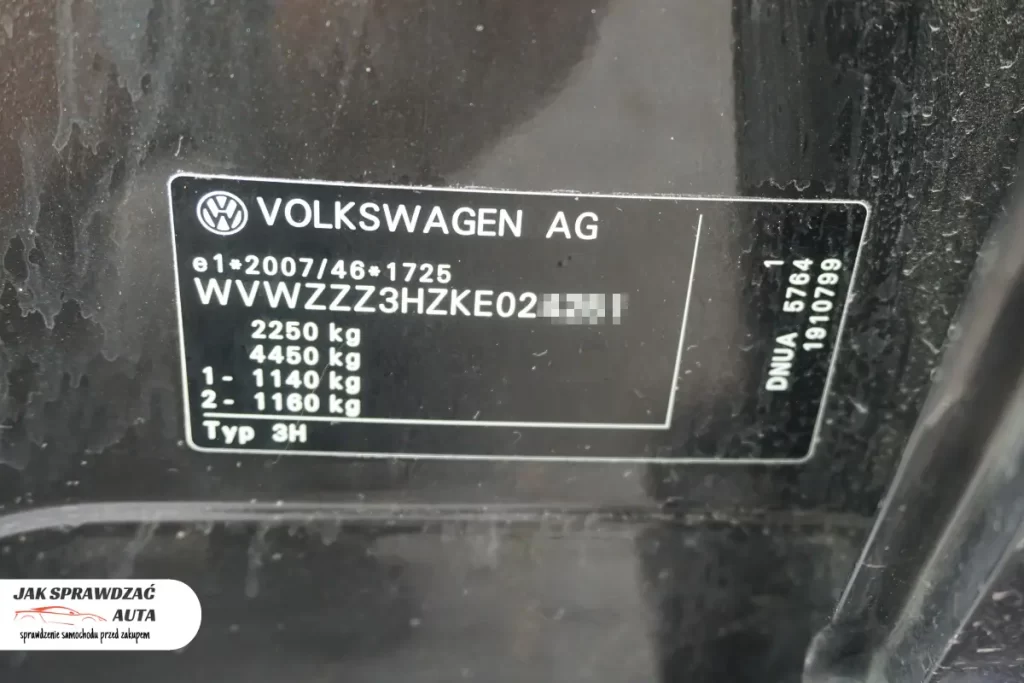 VOLKSWAGEN AG
e1*2007/46*1725
WVWZZZ3HZKE02
2250 kg
4450 kg
1- 1140 kg
2- 1160 kg
Typ 3H
DNUA 5764 1
1910799
JAK SPRAWDZAĆ
AUTA
sprawdzenie samochodu przed zakupem